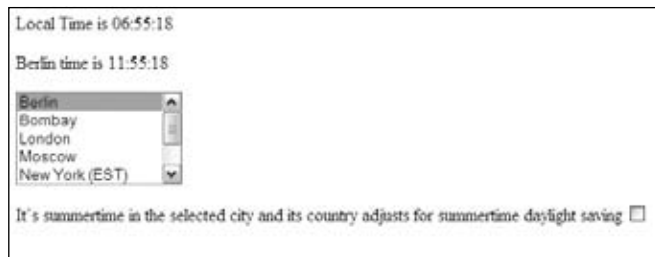 Local Time is 06:55:18
Berlin time is 11:55:18
Berlin
Bombay
London
Moscow
New York (EST)
It`s summertime in the selected city and its country adjusts for summertime daylight saving